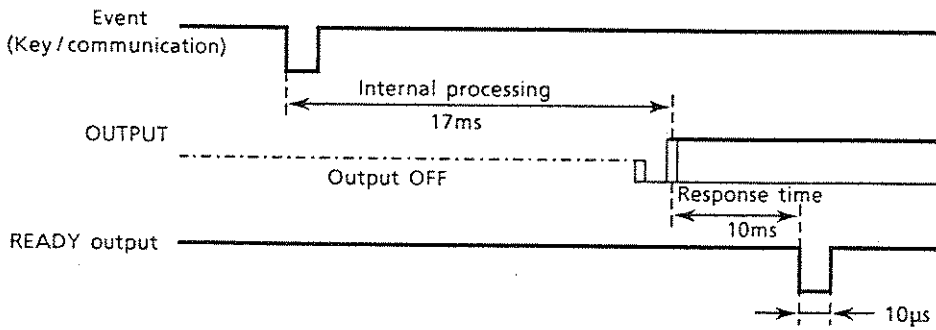 Event
(Key/communication)
Internal processing
17ms
OUTPUT
Output OFF
Response time
10ms
READY output
10μs